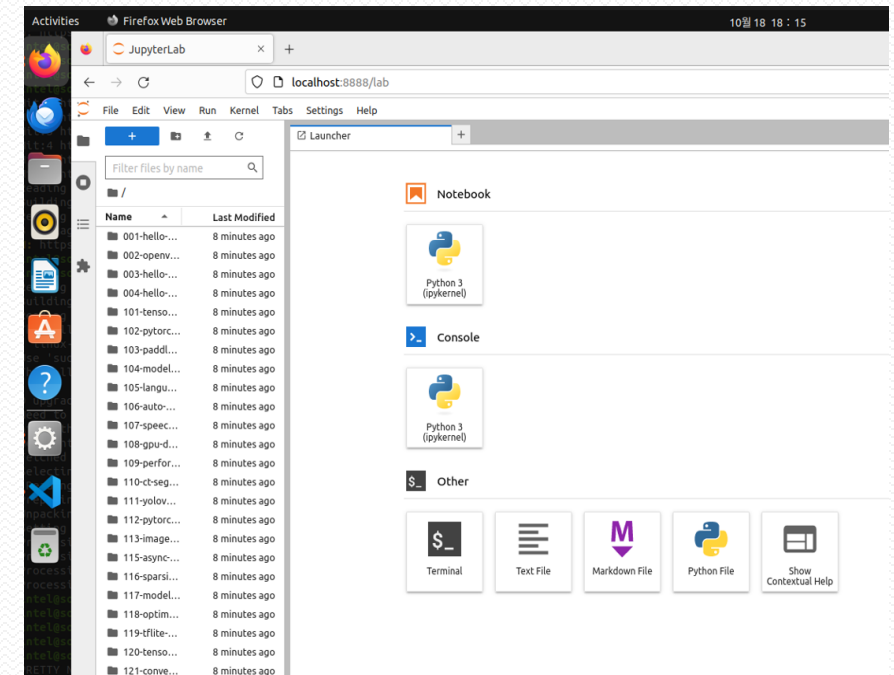 Activities Firefox Web Browser 10월 18 18 : 15
JupyterLab × +
localhost:8888/lab
File Edit View Run Kernel Tabs Settings Help
+ Launcher +
Filter files by name
/
Name Last Modified
001-hello-... 8 minutes ago
002-openv... 8 minutes ago
003-hello-... 8 minutes ago
004-hello-... 8 minutes ago
101-tenso... 8 minutes ago
102-pytorc... 8 minutes ago
103-paddl... 8 minutes ago
104-model... 8 minutes ago
105-langu... 8 minutes ago
106-auto-... 8 minutes ago
107-speec... 8 minutes ago
108-gpu-d... 8 minutes ago
109-perfor... 8 minutes ago
110-ct-seg... 8 minutes ago
111-yolov... 8 minutes ago
112-pytorc... 8 minutes ago
113-image... 8 minutes ago
115-async-... 8 minutes ago
116-sparsi... 8 minutes ago
117-model... 8 minutes ago
118-optim... 8 minutes ago
119-tflite-... 8 minutes ago
120-tenso... 8 minutes ago
121-conve... 8 minutes ago
Notebook
Python 3
(ipykernel)
Console
Python 3
(ipykernel)
$_ Other
$_ M
Terminal Text File Markdown File Python File Show
Contextual Help